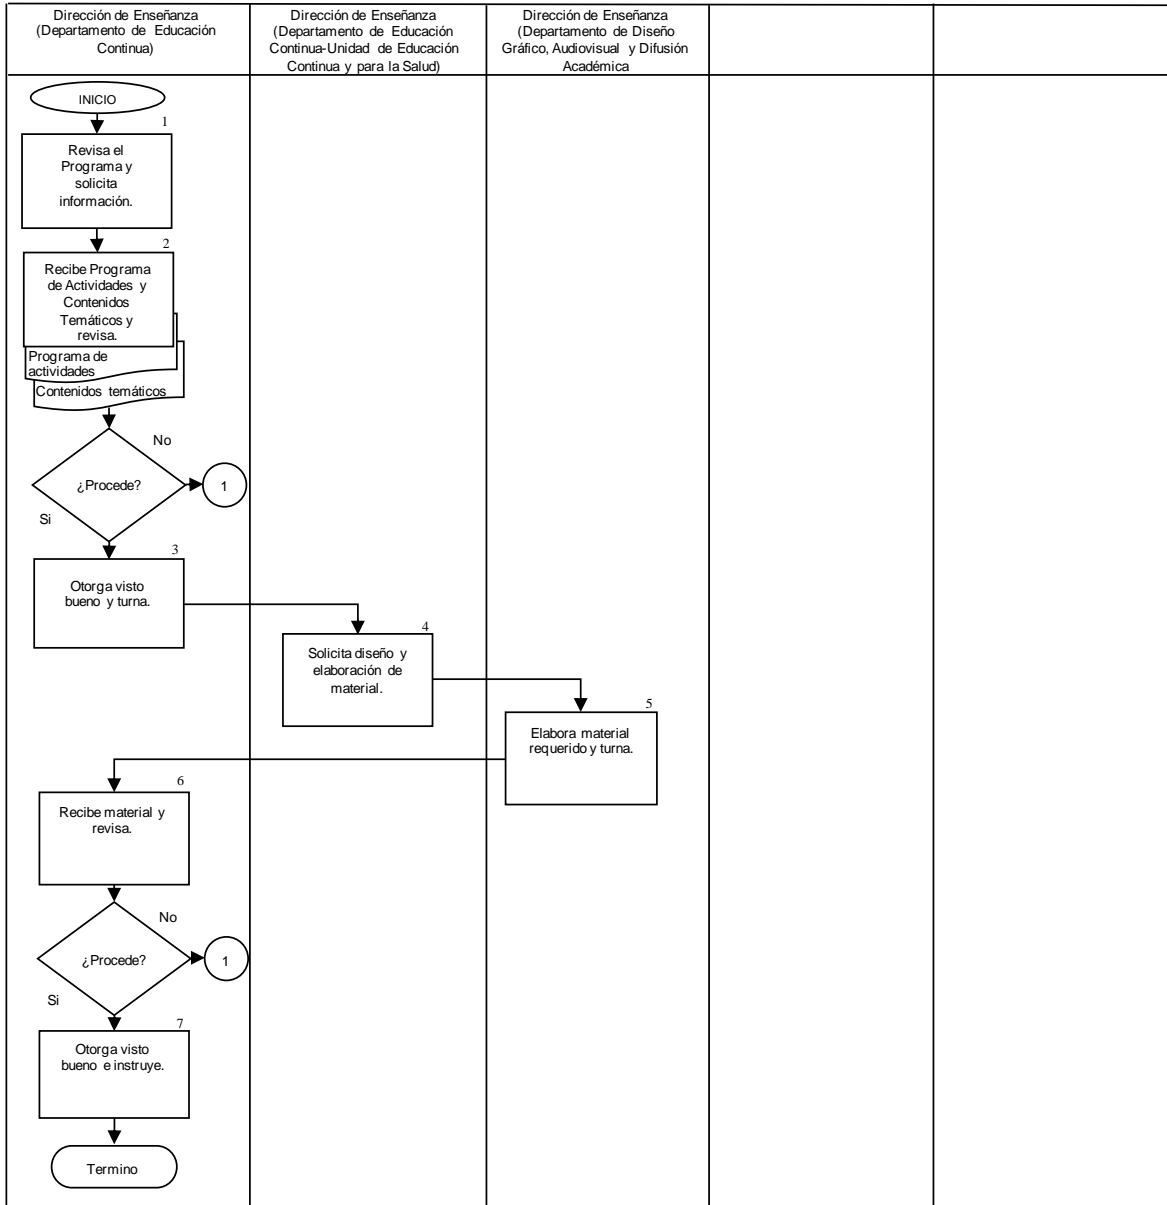 Dirección de Enseñanza
(Departamento de Educación
Continua)
Dirección de Enseñanza
(Departamento de Educación
Continua-Unidad de Educación
Continua y para la Salud)
Dirección de Enseñanza
(Departamento de Diseño
Gráfico, Audiovisual y Difusión
Académica
INICIO
1
Revisa el
Programa y
solicita
información.
2
Recibe Programa
de Actividades y
Contenidos
Temáticos y
revisa.
Programa de
actividades
Contenidos temáticos
No
¿Procede?
1
Si
3
Otorga visto
bueno y turna.
4
Solicita diseño y
elaboración de
material.
5
Elabora material
requerido y turna.
6
Recibe material y
revisa.
No
¿Procede?
1
Si
7
Otorga visto
bueno e instruye.
Termino